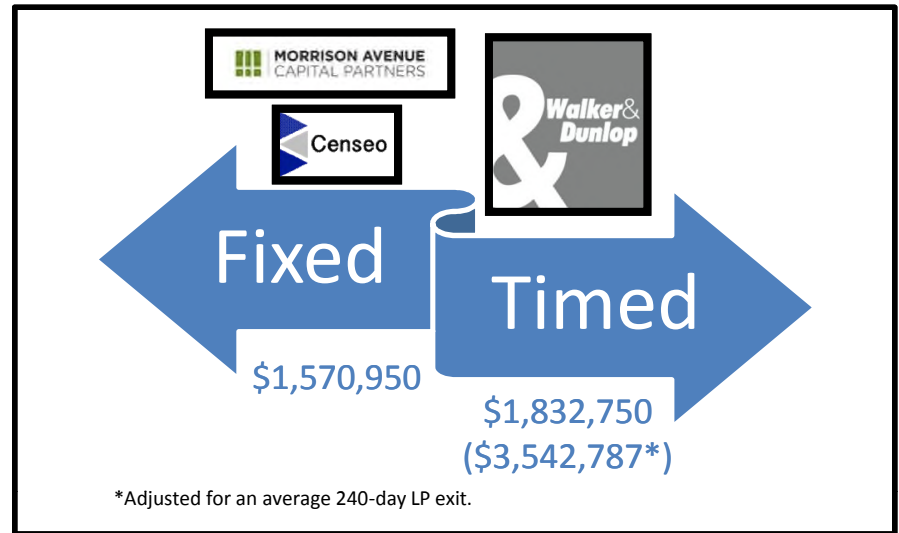 MORRISON AVENUE
CAPITAL PARTNERS
Censeo
&
Walker&
Dunlop
Fixed
Timed
$1,570,950
$1,832,750
($3,542,787*)
*Adjusted for an average 240-day LP exit.